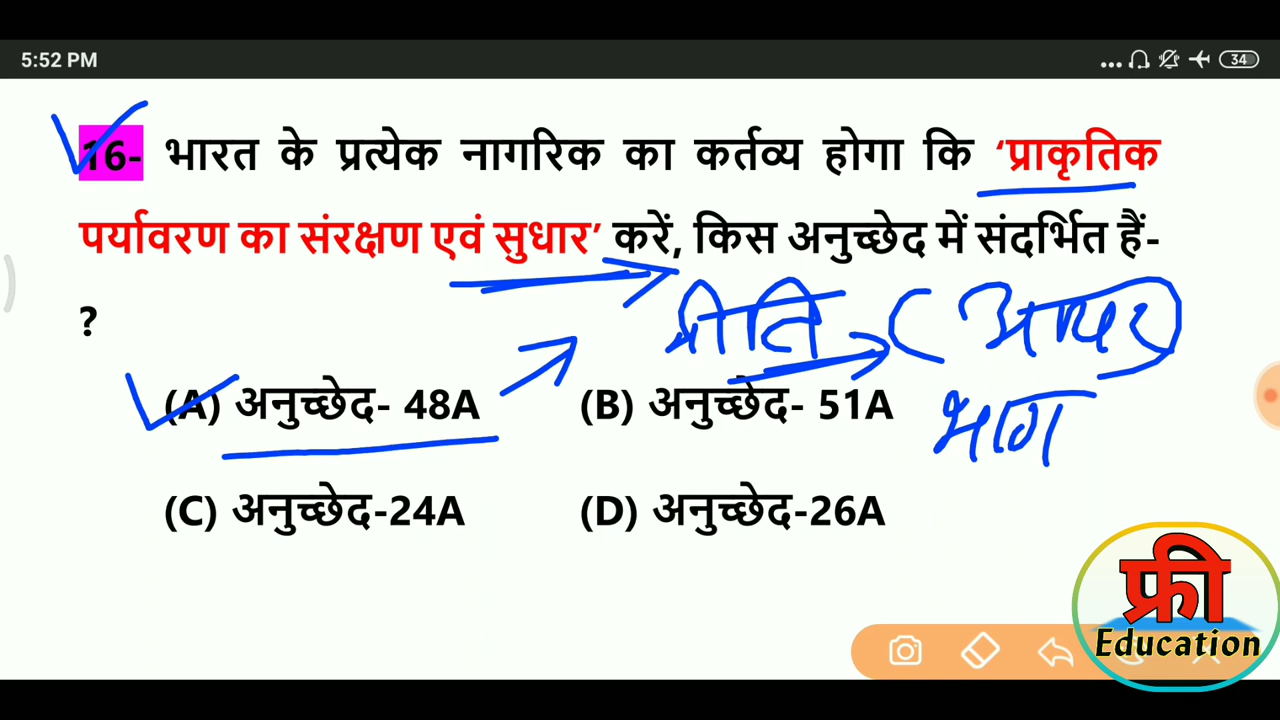 5:52 PM
34
16- भारत के प्रत्येक नागरिक का कर्तव्य होगा कि ‘प्राकृतिक
पर्यावरण का संरक्षण एवं सुधार’ करें, किस अनुच्छेद में संदर्भित हैं-
?
(A) अनुच्छेद- 48A (B) अनुच्छेद- 51A
भाग
(C) अनुच्छेद-24A (D) अनुच्छेद-26A
फ्री
Education